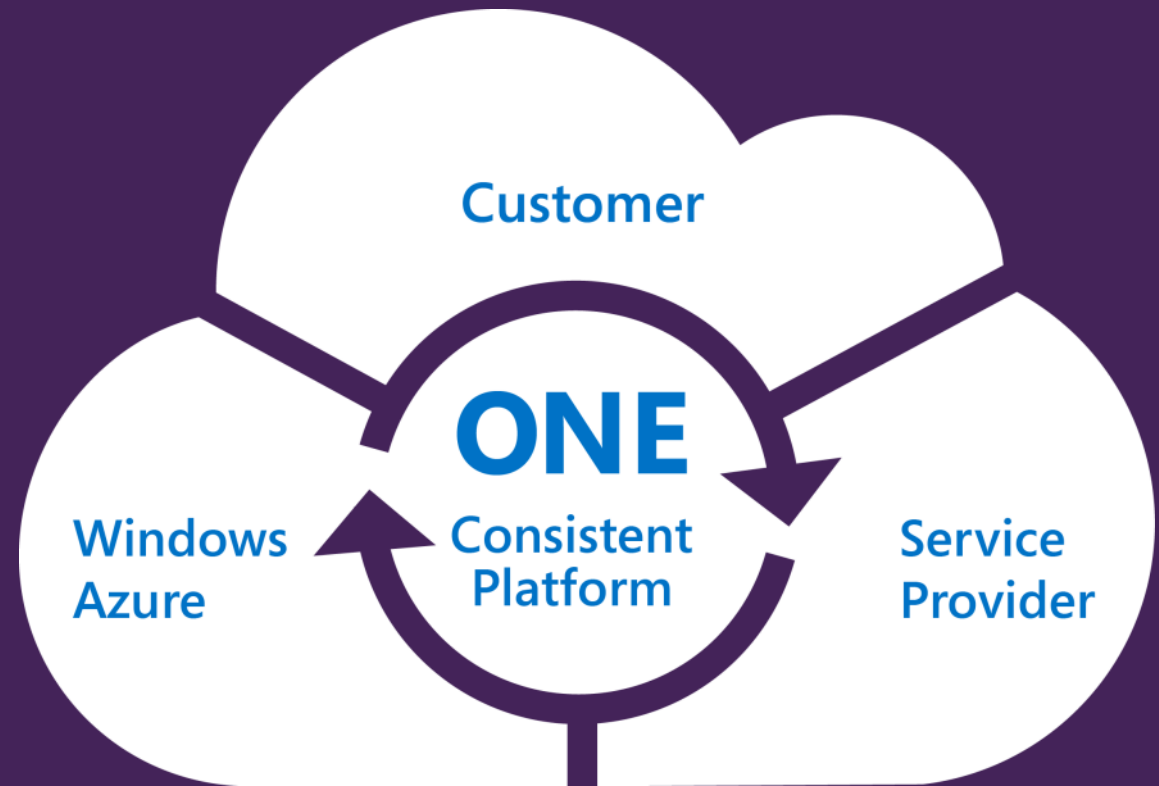 Customer
ONE
Consistent
Platform
Windows
Azure
Service
Provider